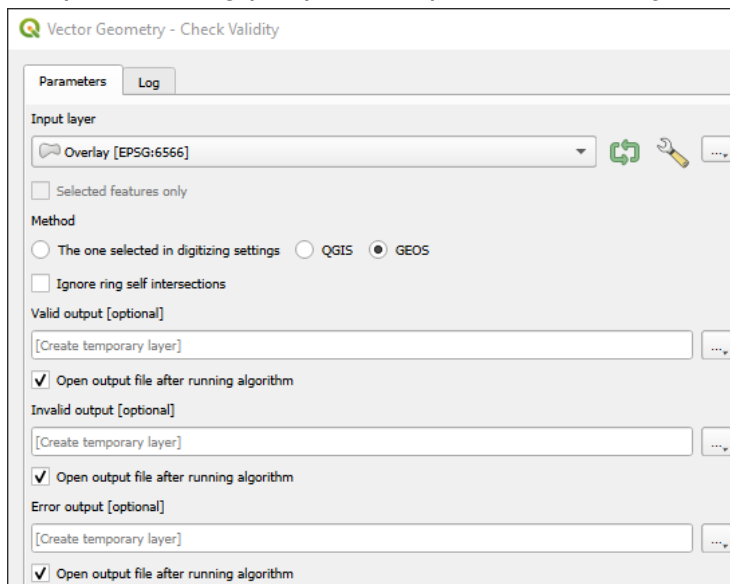 Vector Geometry - Check Validity
Parameters Log
Input layer
Overlay [EPSG:6566]
Selected features only
Method
The one selected in digitizing settings QGIS GEOS
Ignore ring self intersections
Valid output [optional]
[Create temporary layer]
Open output file after running algorithm
Invalid output [optional]
[Create temporary layer]
Open output file after running algorithm
Error output [optional]
[Create temporary layer]
Open output file after running algorithm